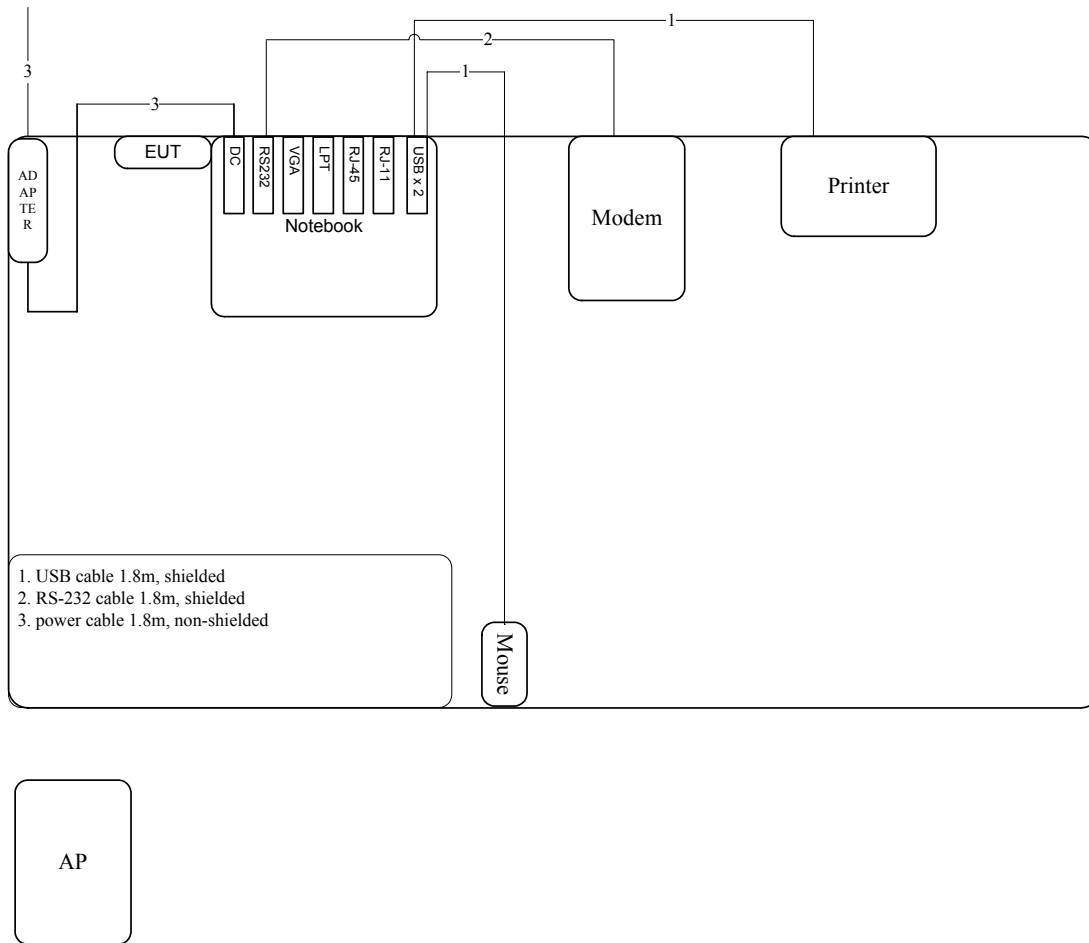 1
2
1
3
3
AD
AP
TE
R
EUT
DC
RS232
VGA
LPT
RJ-45
RJ-11
USB x 2
Notebook
Modem
Printer
1. USB cable 1.8m, shielded
2. RS-232 cable 1.8m, shielded
3. power cable 1.8m, non-shielded
Mouse
AP